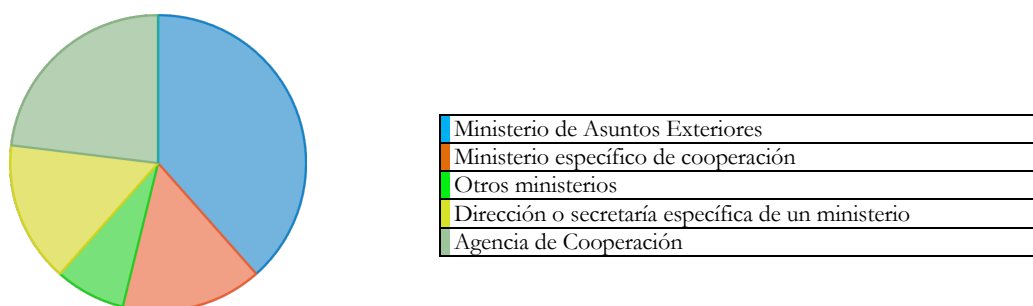 Ministerio de Asuntos Exteriores
Ministerio específico de cooperación
Otros ministerios
Dirección o secretaría específica de un ministerio
Agencia de Cooperación